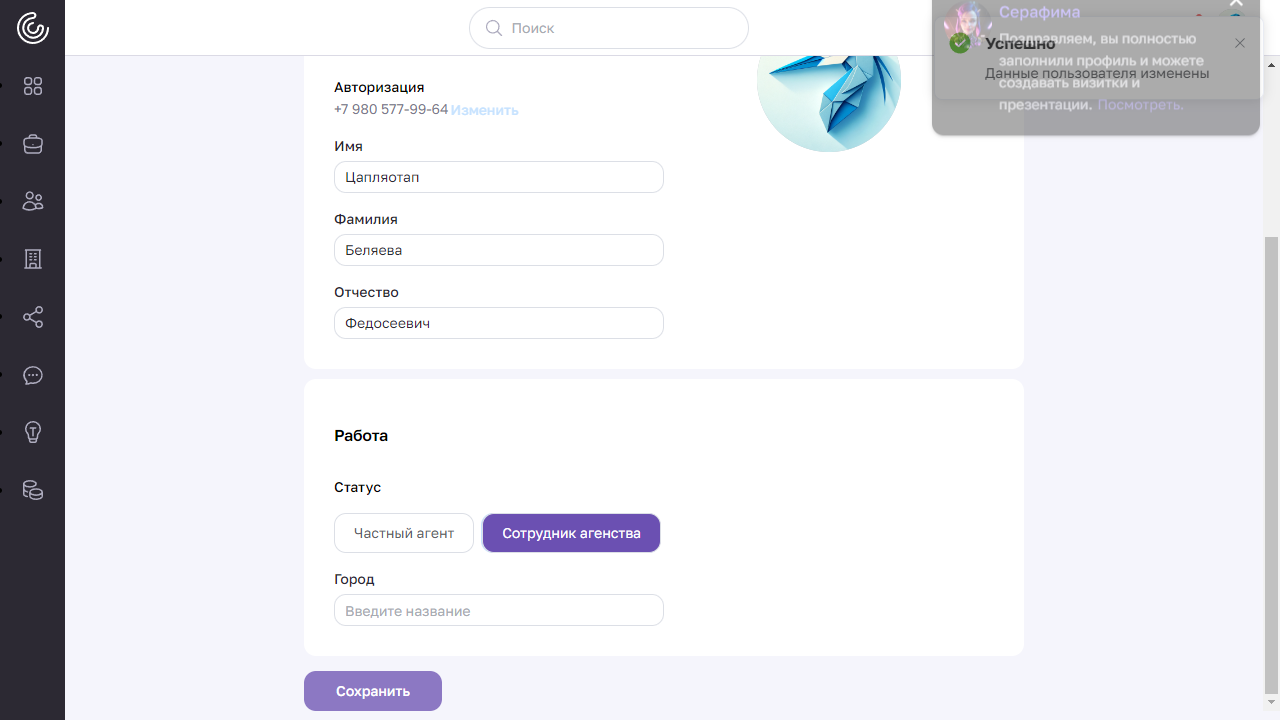 Поиск
Серафима
Поздравляем, вы полностью
заполнили профиль и можете
создавать визитки и
презентации. Посмотреть.
Успешно
Данные пользователя изменены
Авторизация
+7 980 577-99-64 Изменить
Имя
Цапляотап
Фамилия
Беляева
Отчество
Федосеевич
Работа
Статус
Частный агент
Сотрудник агенства
Город
Введите название
Сохранить